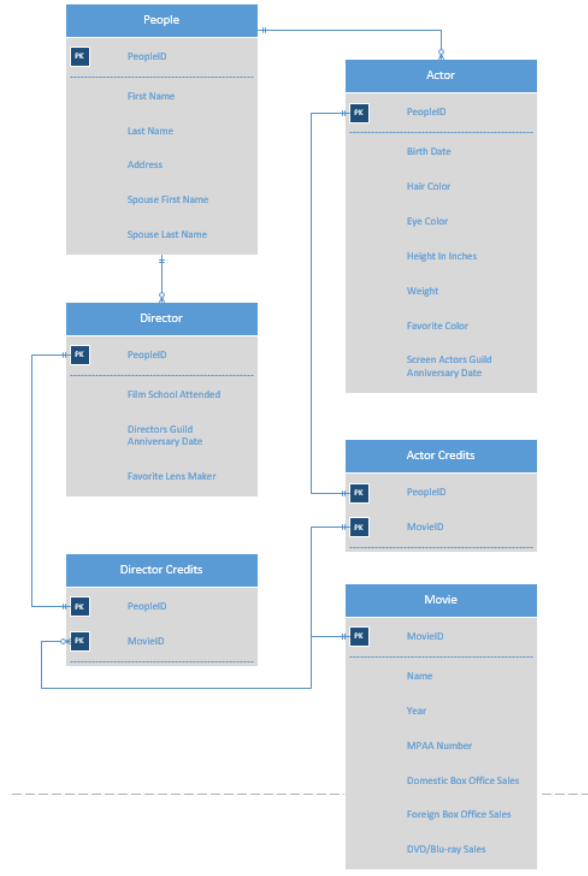 People
PK PeopleID
First Name
Last Name
Address
Spouse First Name
Spouse Last Name
Actor
PK PeopleID
Birth Date
Hair Color
Eye Color
Height In Inches
Weight
Favorite Color
Screen Actors Guild
Anniversary Date
Director
PK PeopleID
Film School Attended
Directors Guild
Anniversary Date
Favorite Lens Maker
Actor Credits
PK PeopleID
PK MovieID
Director Credits
PK PeopleID
PK MovieID
Movie
PK MovieID
Name
Year
MPAA Number
Domestic Box Office Sales
Foreign Box Office Sales
DVD/Blu-ray Sales